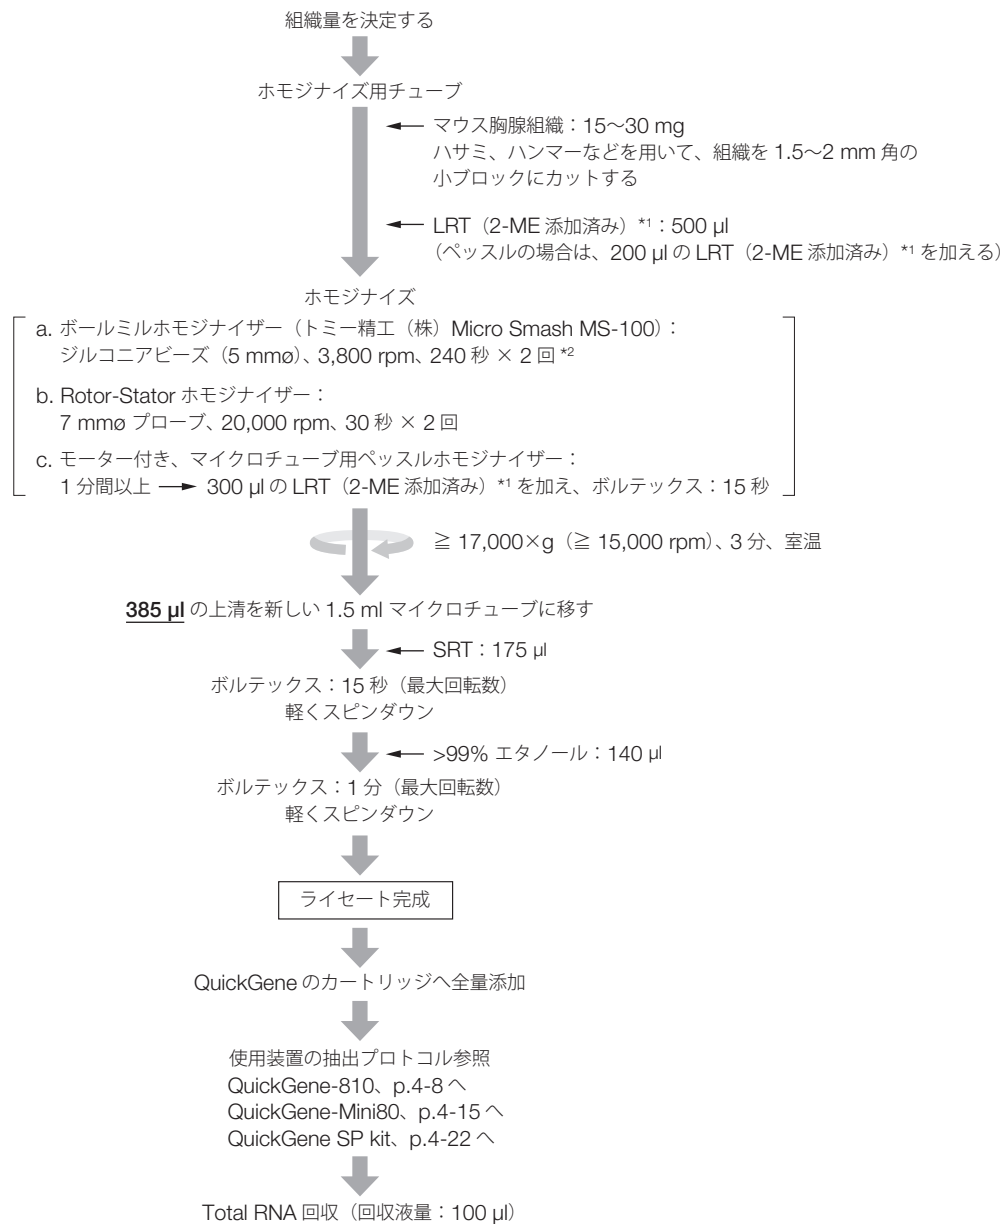 組織量を決定する
ホモジナイズ用チューブ
マウス胸腺組織：15～30 mg
ハサミ、ハンマーなどを用いて、組織を 1.5～2 mm 角の
小ブロックにカットする
LRT（2-ME 添加済み）*1：500 µl
（ペッスルの場合は、200 µl の LRT（2-ME 添加済み）*1 を加える）
ホモジナイズ
a. ボールミルホモジナイザー（トミー精工（株）Micro Smash MS-100）：
ジルコニアビーズ（5 mmø）、3,800 rpm、240 秒 × 2 回 *2
b. Rotor-Stator ホモジナイザー：
7 mmø プローブ、20,000 rpm、30 秒 × 2 回
c. モーター付き、マイクロチューブ用ペッスルホモジナイザー：
1 分間以上 → 300 µl の LRT（2-ME 添加済み）*1 を加え、ボルテックス：15 秒
≧ 17,000×g（≧ 15,000 rpm）、3 分、室温
385 µl の上清を新しい 1.5 ml マイクロチューブに移す
SRT：175 µl
ボルテックス：15 秒（最大回転数）
軽くスピンダウン
>99% エタノール：140 µl
ボルテックス：1 分（最大回転数）
軽くスピンダウン
ライセート完成
QuickGene のカートリッジへ全量添加
使用装置の抽出プロトコル参照
QuickGene-810、p.4-8 へ
QuickGene-Mini80、p.4-15 へ
QuickGene SP kit、p.4-22 へ
Total RNA 回収（回収液量：100 µl）